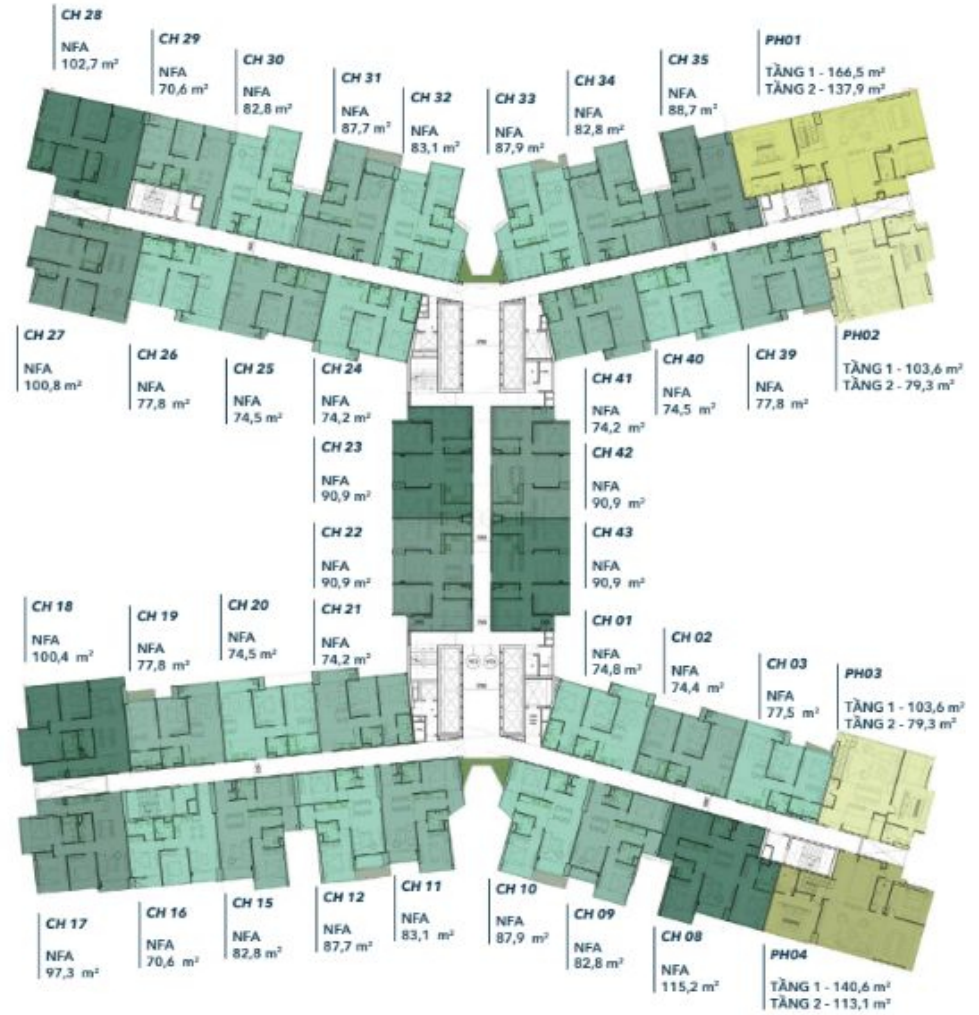 CH 28
NFA
102,7 m²
CH 29
NFA
70,6 m²
CH 30
NFA
82,8 m²
CH 31
NFA
87,7 m²
CH 32
NFA
83,1 m²
CH 33
NFA
87,9 m²
CH 34
NFA
82,8 m²
CH 35
NFA
88,7 m²
PH01
TẦNG 1 - 166,5 m²
TẦNG 2 - 137,9 m²
CH 27
NFA
100,8 m²
CH 26
NFA
77,8 m²
CH 25
NFA
74,5 m²
CH 24
NFA
74,2 m²
CH 41
NFA
74,2 m²
CH 40
NFA
74,5 m²
CH 39
NFA
77,8 m²
PH02
TẦNG 1 - 103,6 m²
TẦNG 2 - 79,3 m²
CH 23
NFA
90,9 m²
CH 42
NFA
90,9 m²
CH 22
NFA
90,9 m²
CH 43
NFA
90,9 m²
CH 18
NFA
100,4 m²
CH 19
NFA
77,8 m²
CH 20
NFA
74,5 m²
CH 21
NFA
74,2 m²
CH 01
NFA
74,8 m²
CH 02
NFA
74,4 m²
CH 03
NFA
77,5 m²
PH03
TẦNG 1 - 103,6 m²
TẦNG 2 - 79,3 m²
CH 17
NFA
97,3 m²
CH 16
NFA
70,6 m²
CH 15
NFA
82,8 m²
CH 12
NFA
87,7 m²
CH 11
NFA
83,1 m²
CH 10
NFA
87,9 m²
CH 09
NFA
82,8 m²
CH 08
NFA
115,2 m²
PH04
TẦNG 1 - 140,6 m²
TẦNG 2 - 113,1 m²